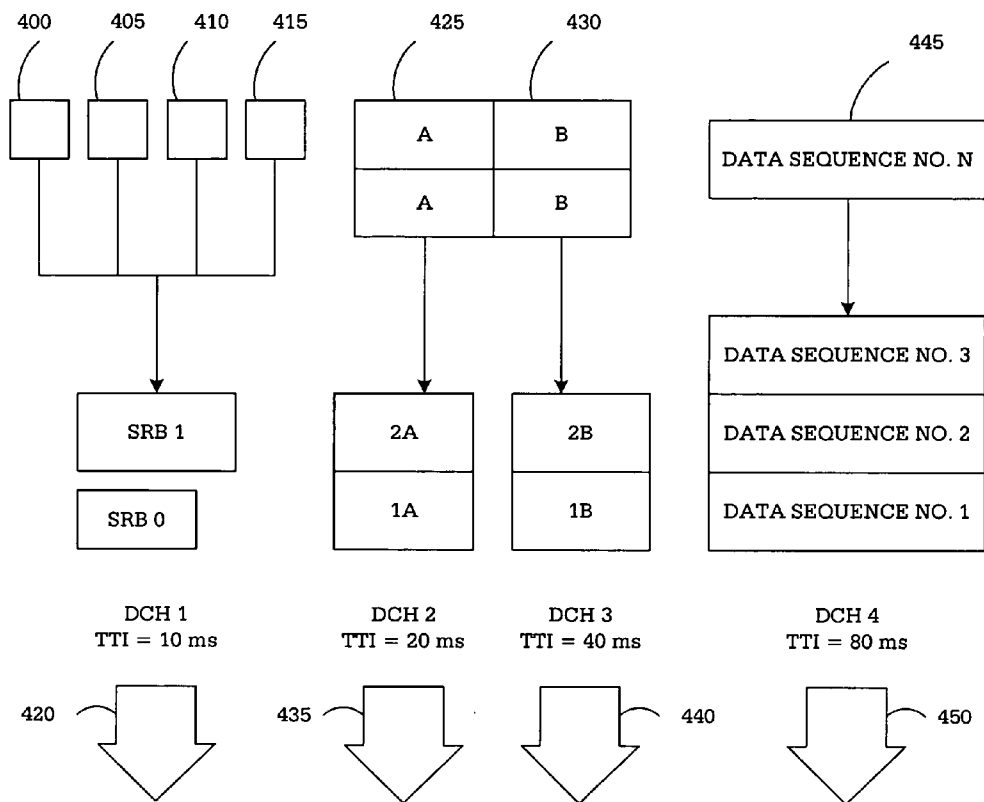 400 405 410 415 425 430 445
A B
A B
DATA SEQUENCE NO. N
DATA SEQUENCE NO. 3
SRB 1 2A 2B DATA SEQUENCE NO. 2
SRB 0 1A 1B DATA SEQUENCE NO. 1
DCH 1 DCH 2 DCH 3 DCH 4
TTI = 10 ms TTI = 20 ms TTI = 40 ms TTI = 80 ms
420 435 440 450